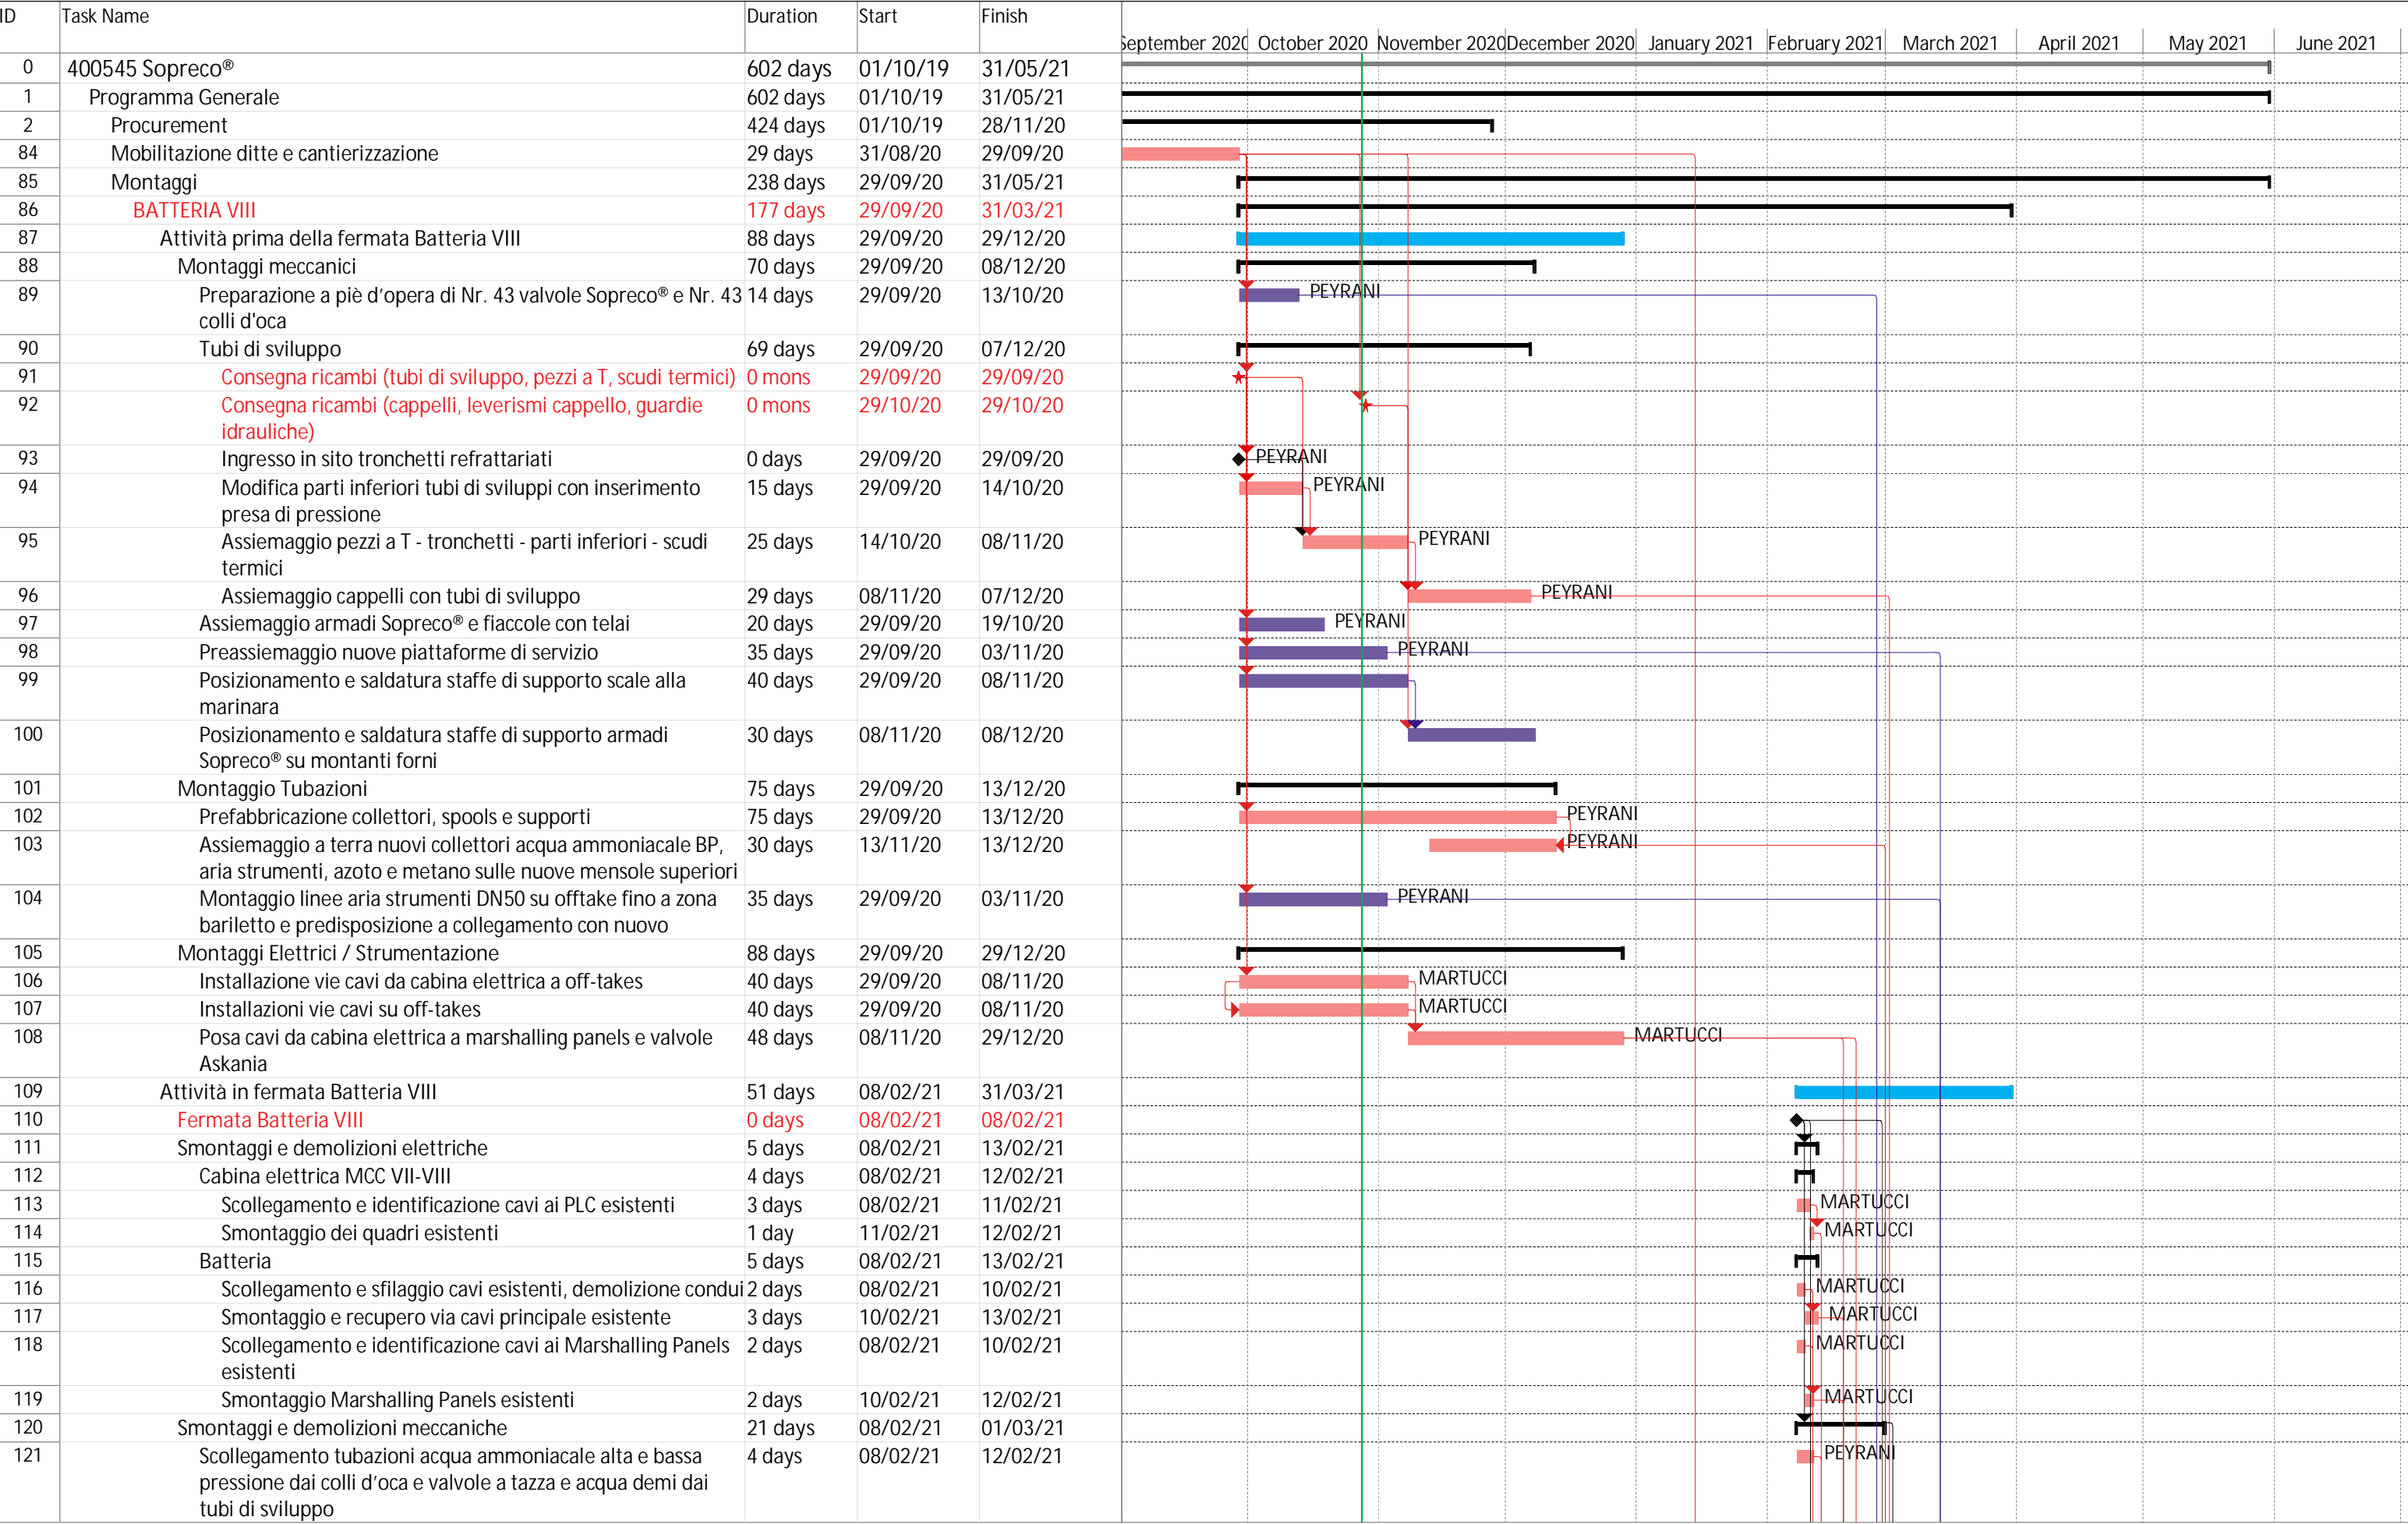 ID Task Name Duration Start Finish
September 2020 October 2020 November 2020 December 2020 January 2021 February 2021 March 2021 April 2021 May 2021 June 2021
0 400545 Sopreco® 602 days 01/10/19 31/05/21
1 Programma Generale 602 days 01/10/19 31/05/21
2 Procurement 424 days 01/10/19 28/11/20
84 Mobilitazione ditte e cantierizzazione 29 days 31/08/20 29/09/20
85 Montaggi 238 days 29/09/20 31/05/21
86 BATTERIA VIII 177 days 29/09/20 31/03/21
87 Attività prima della fermata Batteria VIII 88 days 29/09/20 29/12/20
88 Montaggi meccanici 70 days 29/09/20 08/12/20
89 Preparazione a piè d'opera di Nr. 43 valvole Sopreco® e Nr. 43 14 days 29/09/20 13/10/20 PEYRANI
colli d'oca
90 Tubi di sviluppo 69 days 29/09/20 07/12/20
91 Consegna ricambi (tubi di sviluppo, pezzi a T, scudi termici) 0 mons 29/09/20 29/09/20
92 Consegna ricambi (cappelli, leverismi cappello, guardie 0 mons 29/10/20 29/10/20
idrauliche)
93 Ingresso in sito tronchetti refrattariati 0 days 29/09/20 29/09/20 PEYRANI
94 Modifica parti inferiori tubi di sviluppi con inserimento 15 days 29/09/20 14/10/20 PEYRANI
presa di pressione
95 Assiemaggio pezzi a T - tronchetti - parti inferiori - scudi 25 days 14/10/20 08/11/20 PEYRANI
termici
96 Assiemaggio cappelli con tubi di sviluppo 29 days 08/11/20 07/12/20 PEYRANI
97 Assiemaggio armadi Sopreco® e fiaccole con telai 20 days 29/09/20 19/10/20 PEYRANI
98 Preassiemaggio nuove piattaforme di servizio 35 days 29/09/20 03/11/20 PEYRANI
99 Posizionamento e saldatura staffe di supporto scale alla 40 days 29/09/20 08/11/20
marinara
100 Posizionamento e saldatura staffe di supporto armadi 30 days 08/11/20 08/12/20
Sopreco® su montanti forni
101 Montaggio Tubazioni 75 days 29/09/20 13/12/20
102 Prefabbricazione collettori, spools e supporti 75 days 29/09/20 13/12/20 PEYRANI
103 Assiemaggio a terra nuovi collettori acqua ammoniacale BP, 30 days 13/11/20 13/12/20 PEYRANI
aria strumenti, azoto e metano sulle nuove mensole superiori
104 Montaggio linee aria strumenti DN50 su offtake fino a zona 35 days 29/09/20 03/11/20 PEYRANI
bariletto e predisposizione a collegamento con nuovo
105 Montaggi Elettrici / Strumentazione 88 days 29/09/20 29/12/20
106 Installazione vie cavi da cabina elettrica a off-takes 40 days 29/09/20 08/11/20 MARTUCCI
107 Installazioni vie cavi su off-takes 40 days 29/09/20 08/11/20 MARTUCCI
108 Posa cavi da cabina elettrica a marshalling panels e valvole 48 days 08/11/20 29/12/20 MARTUCCI
Askania
109 Attività in fermata Batteria VIII 51 days 08/02/21 31/03/21
110 Fermata Batteria VIII 0 days 08/02/21 08/02/21
111 Smontaggi e demolizioni elettriche 5 days 08/02/21 13/02/21
112 Cabina elettrica MCC VII-VIII 4 days 08/02/21 12/02/21
113 Scollegamento e identificazione cavi ai PLC esistenti 3 days 08/02/21 11/02/21 MARTUCCI
114 Smontaggio dei quadri esistenti 1 day 11/02/21 12/02/21 MARTUCCI
115 Batteria 5 days 08/02/21 13/02/21
116 Scollegamento e sfilaggio cavi esistenti, demolizione condui 2 days 08/02/21 10/02/21 MARTUCCI
117 Smontaggio e recupero via cavi principale esistente 3 days 10/02/21 13/02/21 MARTUCCI
118 Scollegamento e identificazione cavi ai Marshalling Panels 2 days 08/02/21 10/02/21 MARTUCCI
esistenti
119 Smontaggio Marshalling Panels esistenti 2 days 10/02/21 12/02/21 MARTUCCI
120 Smontaggi e demolizioni meccaniche 21 days 08/02/21 01/03/21
121 Scollegamento tubazioni acqua ammoniacale alta e bassa 4 days 08/02/21 12/02/21 PEYRANI
pressione dai colli d'oca e valvole a tazza e acqua demi dai
tubi di sviluppo